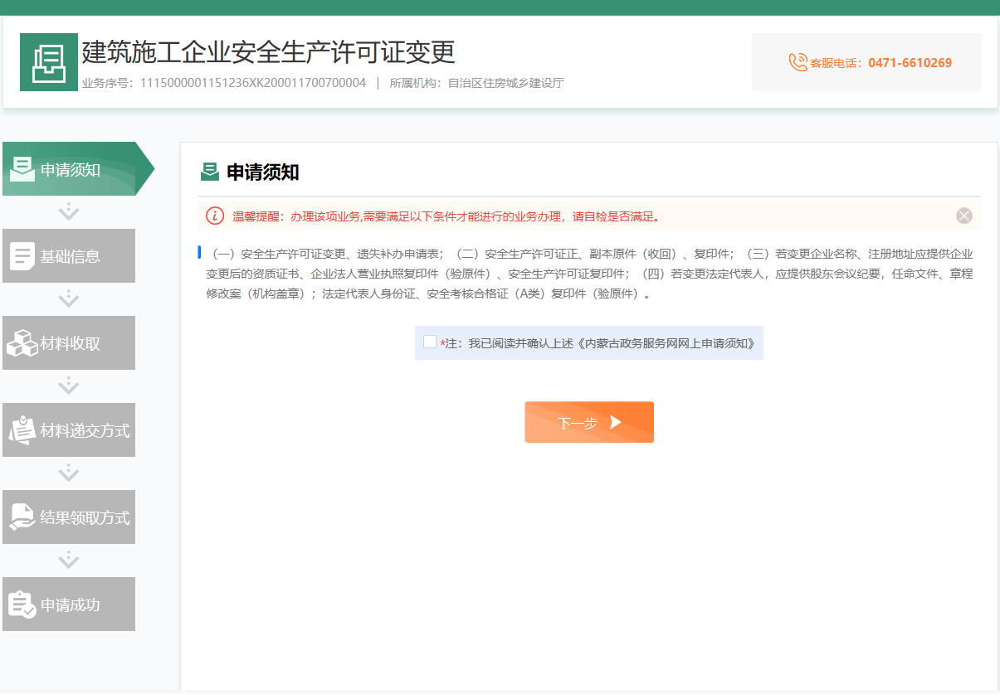 建筑施工企业安全生产许可证变更
业务序号：1115000001151236XK200011700700004 | 所属机构：自治区住房城乡建设厅
客服电话：0471-6610269
申请须知
基础信息
材料收取
材料递交方式
结果领取方式
申请成功
申请须知
温馨提醒：办理该项业务,需要满足以下条件才能进行的业务办理，请自检是否满足。
（一）安全生产许可证变更、遗失补办申请表；（二）安全生产许可证正、副本原件（收回）、复印件；（三）若变更企业名称、注册地址应提供企业
变更后的资质证书、企业法人营业执照复印件（验原件）、安全生产许可证复印件；（四）若变更法定代表人，应提供股东会议纪要，任命文件、章程
修改案（机构盖章）；法定代表人身份证、安全考核合格证（A类）复印件（验原件）。
*注：我已阅读并确认上述《内蒙古政务服务网网上申请须知》
下一步